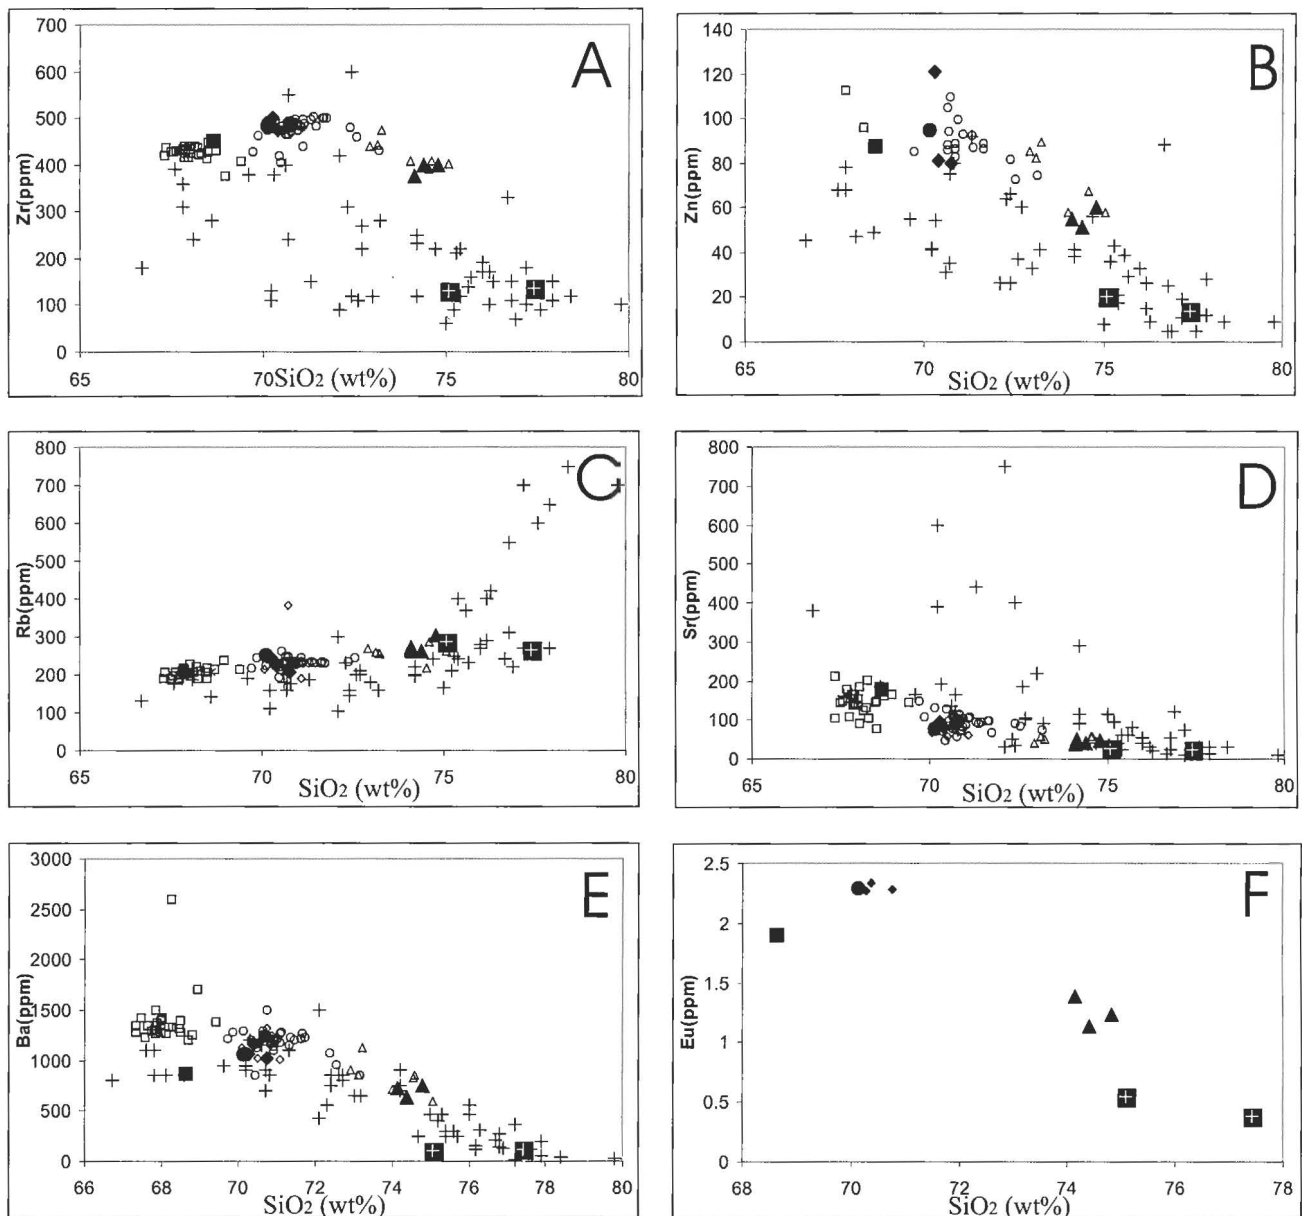 A
Zr(ppm)
700
600
500
400
300
200
100
0
65 70 75 80
SiO2 (wt%)
B
Zn(ppm)
140
120
100
80
60
40
20
0
65 70 75 80
SiO2 (wt%)
C
Rb(ppm)
800
700
600
500
400
300
200
100
0
65 70 75 80
SiO2 (wt%)
D
Sr(ppm)
800
700
600
500
400
300
200
100
0
65 70 75 80
SiO2 (wt%)
E
Ba(ppm)
3000
2500
2000
1500
1000
500
0
66 68 70 72 74 76 78 80
SiO2 (wt%)
F
Eu(ppm)
2.5
2
1.5
1
0.5
0
68 70 72 74 76 78
SiO2 (wt%)